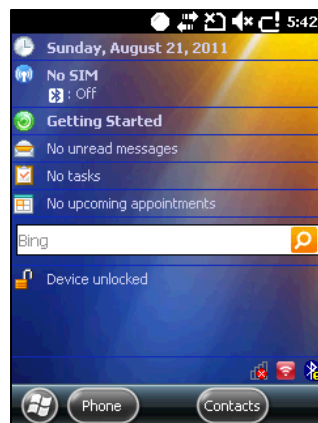 5:42
Sunday, August 21, 2011
No SIM
: Off
Getting Started
No unread messages
No tasks
No upcoming appointments
Bing
Device unlocked
Phone
Contacts